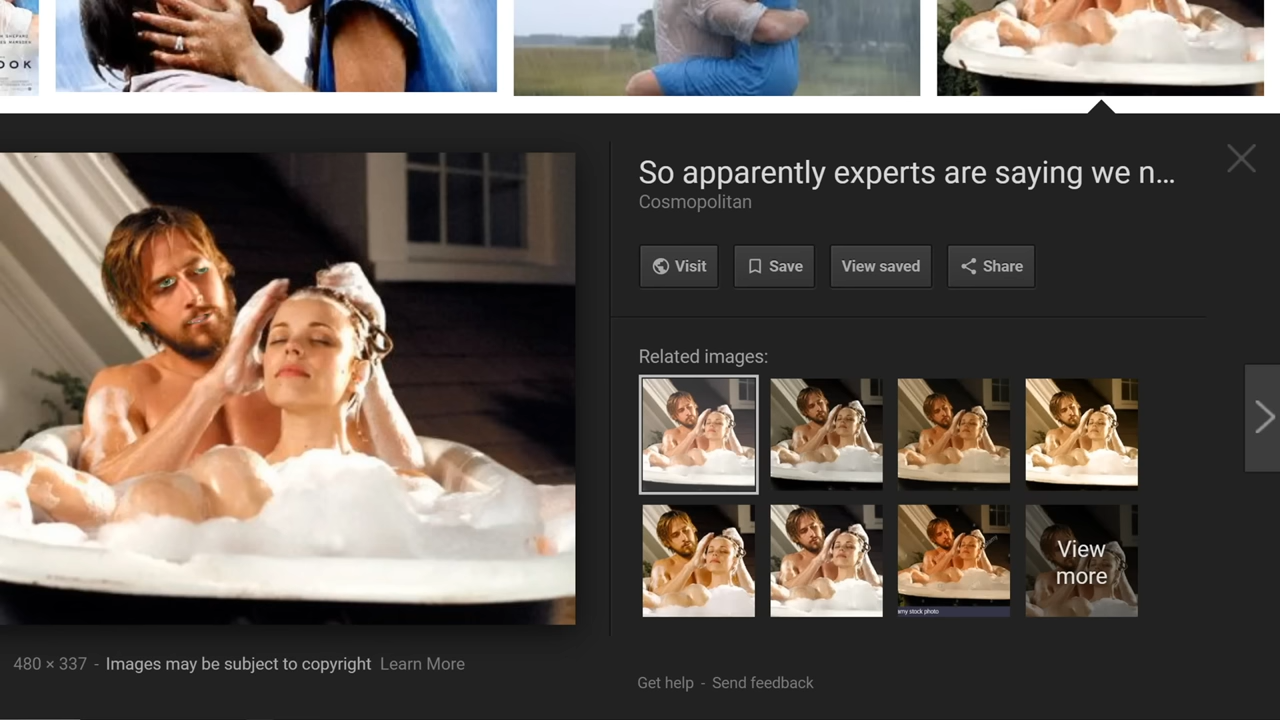 OOK
So apparently experts are saying we n...
Cosmopolitan
Visit
Save
View saved
Share
Related images:
View
more
480 × 337 - Images may be subject to copyright Learn More
Get help - Send feedback